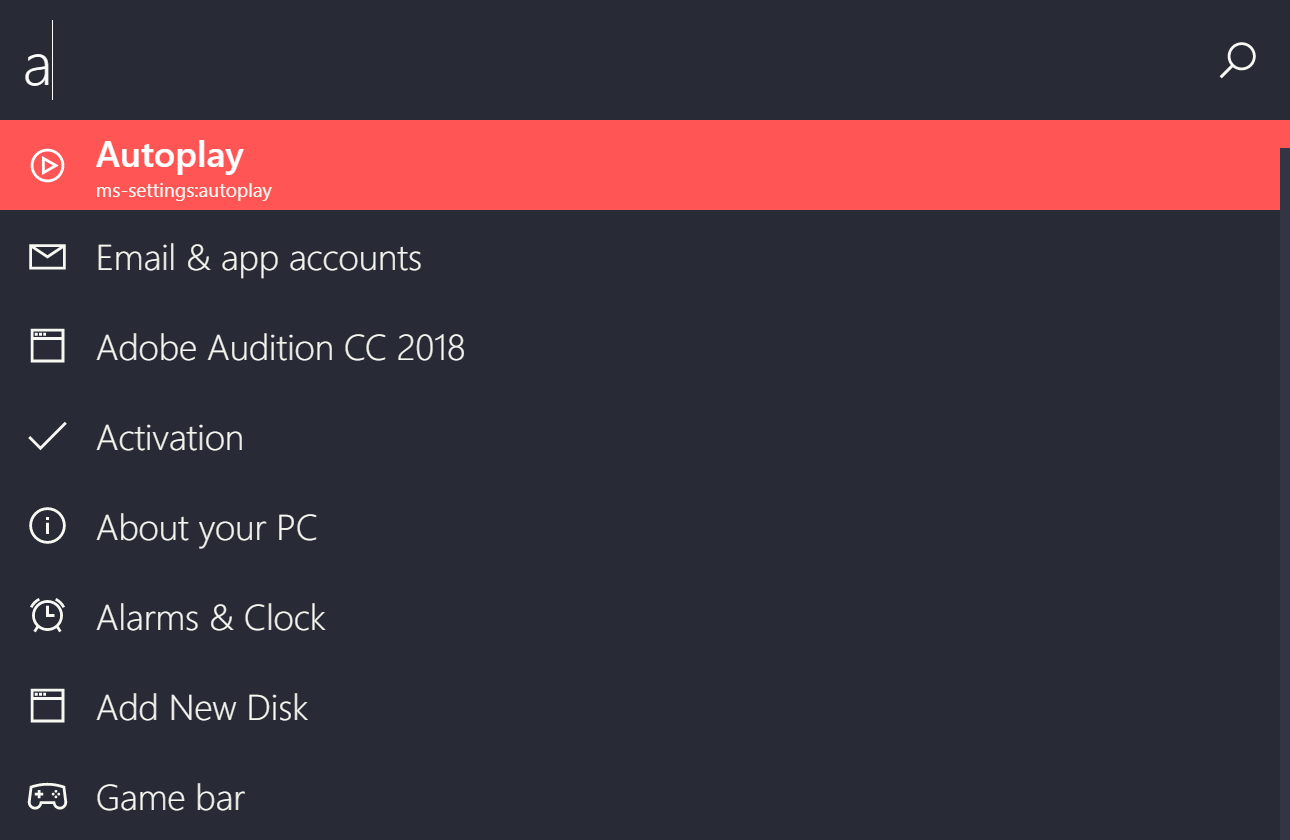 a
Autoplay
ms-settings:autoplay
Email & app accounts
Adobe Audition CC 2018
Activation
About your PC
Alarms & Clock
Add New Disk
Game bar